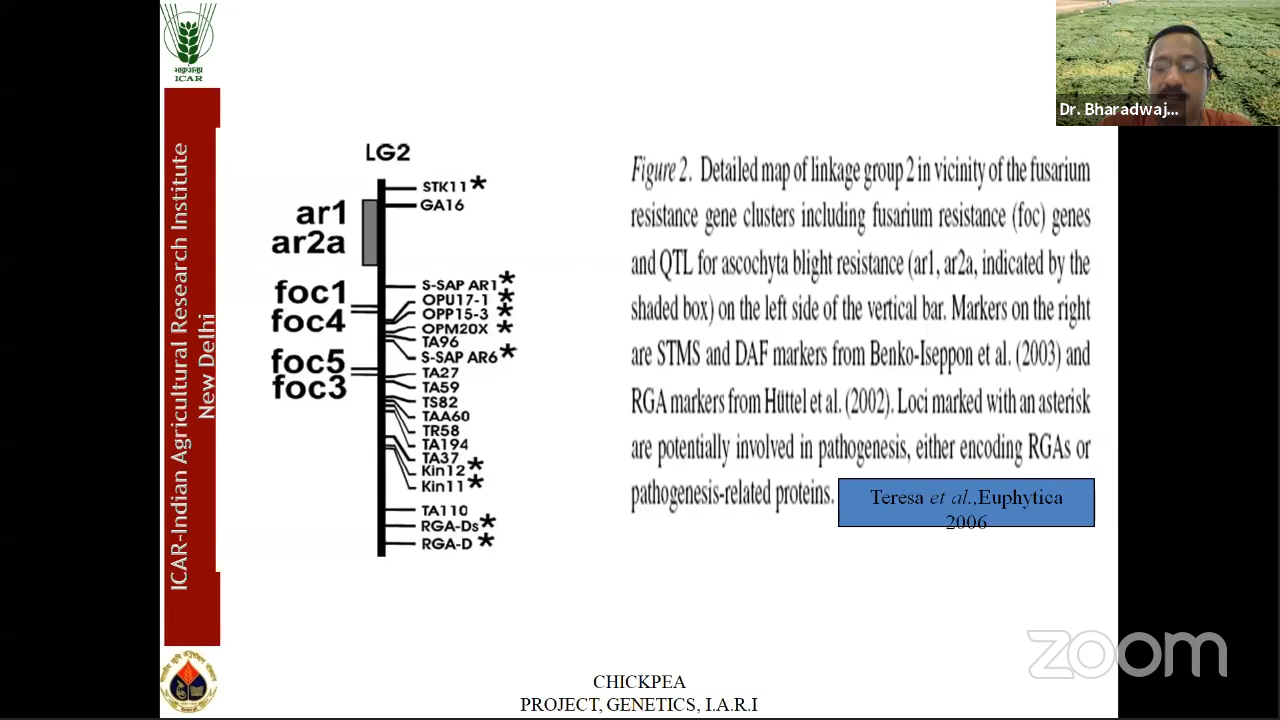 भाकृअनुप
ICAR
ICAR-Indian Agricultural Research Institute
New Delhi
LG2
ar1
ar2a
foc1
foc4
foc5
foc3
STK11*
GA16
S-SAP AR1*
OPU17-1*
OPP15-3*
OPM20X*
TA96
S-SAP AR6*
TA27
TA59
TS82
TAA60
TR58
TA194
TA37
Kin12*
Kin11*
TA110
RGA-Ds*
RGA-D*
Figure 2. Detailed map of linkage group 2 in vicinity of the fusarium
resistance gene clusters including fusarium resistance (foc) genes
and QTL for ascochyta blight resistance (ar1, ar2a, indicated by the
shaded box) on the left side of the vertical bar. Markers on the right
are STMS and DAF markers from Benko-Iseppon et al. (2003) and
RGA markers from Hüttel et al. (2002). Loci marked with an asterisk
are potentially involved in pathogenesis, either encoding RGAs or
pathogenesis-related proteins.
Teresa et al.,Euphytica
2006
Dr. Bharadwaj...
CHICKPEA
PROJECT, GENETICS, I.A.R.I
zoom